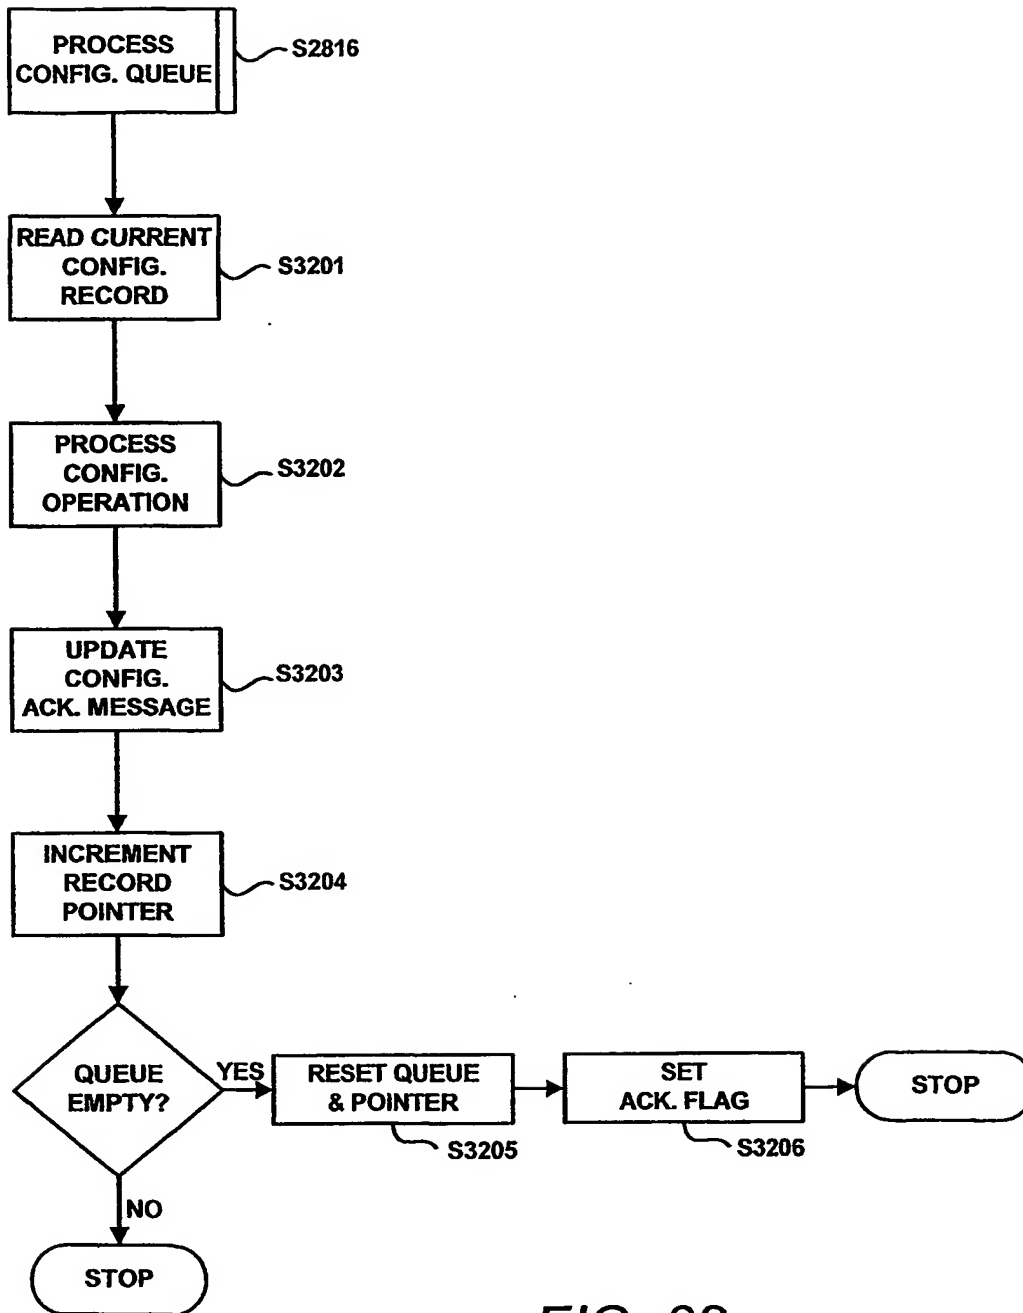 PROCESS
CONFIG. QUEUE
S2816
READ CURRENT
CONFIG.
RECORD
S3201
PROCESS
CONFIG.
OPERATION
S3202
UPDATE
CONFIG.
ACK. MESSAGE
S3203
INCREMENT
RECORD
POINTER
S3204
QUEUE
EMPTY?
YES
RESET QUEUE
& POINTER
S3205
SET
ACK. FLAG
S3206
STOP
NO
STOP